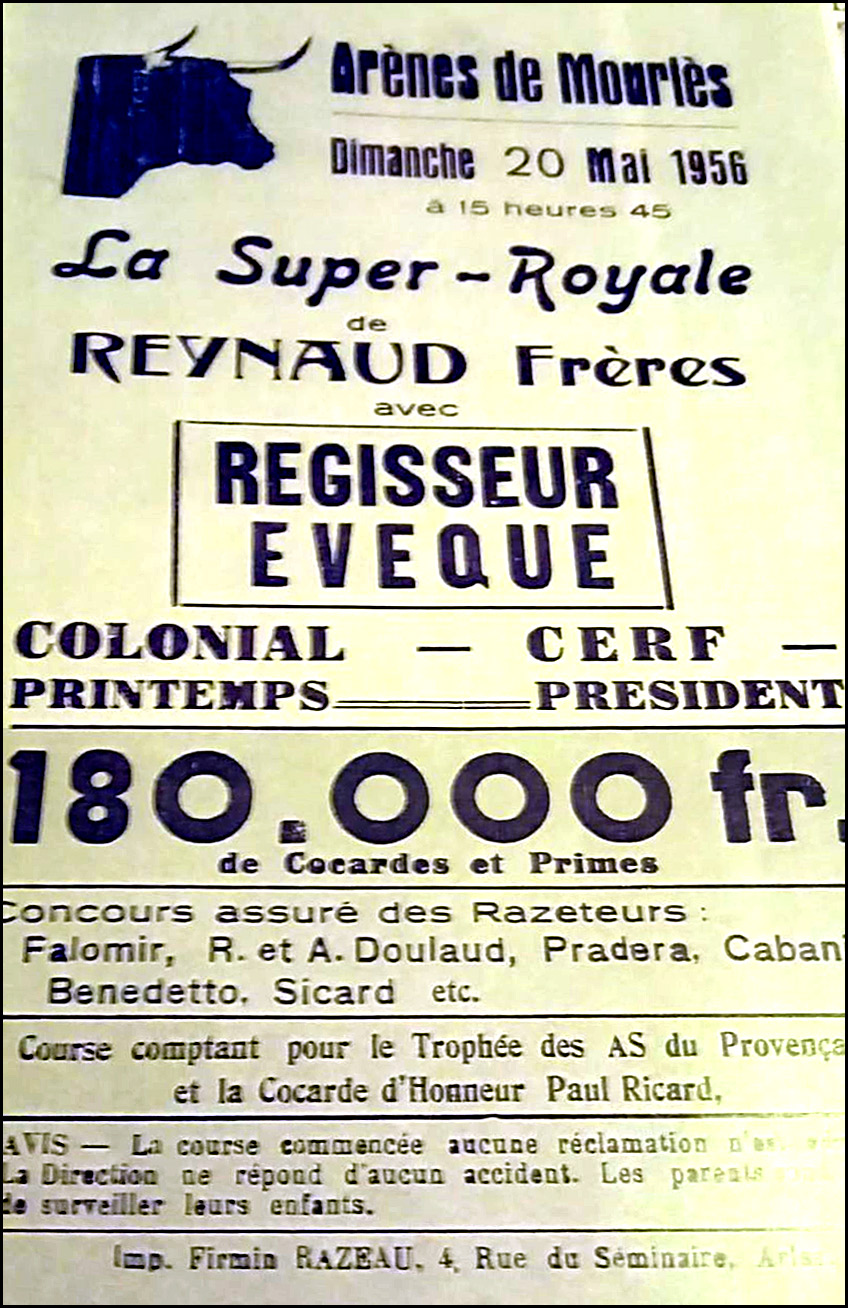 Arènes de Mouriès
Dimanche 20 Mai 1956
à 15 heures 45
La Super-Royale
de
REYNAUD Frères
avec
REGISSEUR
EVEQUE
COLONIAL — CERF —
PRINTEMPS PRESIDENT
180.000 fr.
de Cocardes et Primes
Concours assuré des Razeteurs :
Falomir, R. et A. Doulaud, Pradera, Caban
Benedetto, Sicard etc.
Course comptant pour le Trophée des AS du Provença
et la Cocarde d'Honneur Paul Ricard,
AVIS — La course commencée aucune réclamation
La Direction ne répond d'aucun accident. Les parents
de surveiller leurs enfants.
Imp. Firmin RAZEAU, 4, Rue du Séminaire,